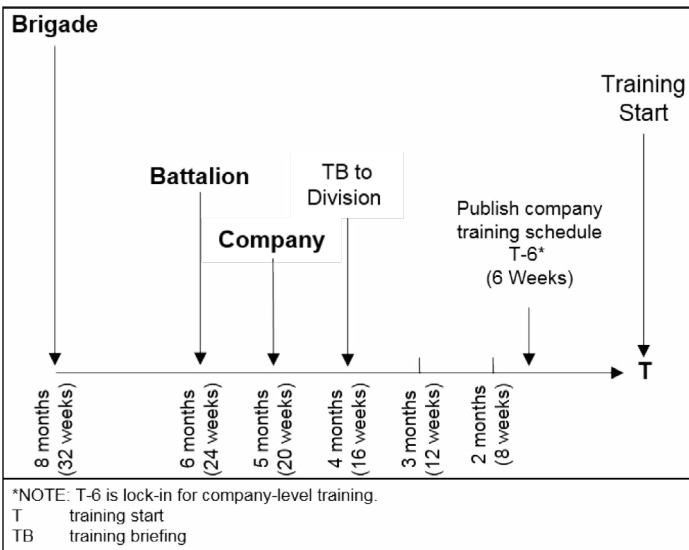 Brigade
Training
Start
Battalion
TB to
Division
Company
Publish company
training schedule
T-6*
(6 Weeks)
T
8 months
(32 weeks)
6 months
(24 weeks)
5 months
(20 weeks)
4 months
(16 weeks)
3 months
(12 weeks)
2 months
(8 weeks)
*NOTE: T-6 is lock-in for company-level training.
T training start
TB training briefing